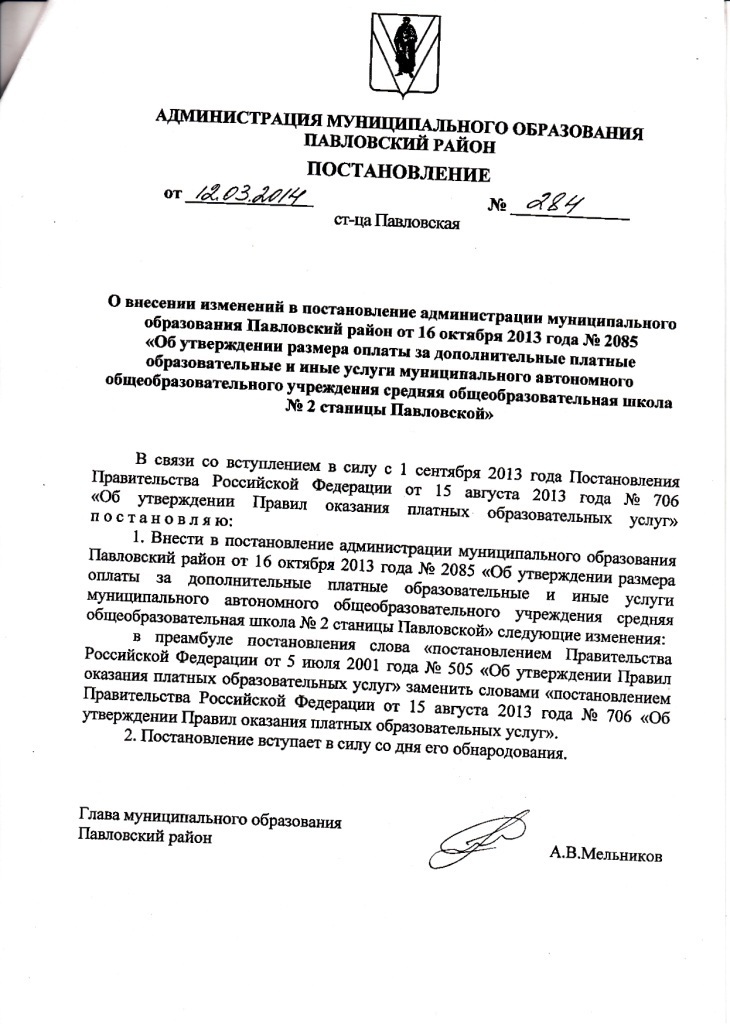 АДМИНИСТРАЦИЯ МУНИЦИПАЛЬНОГО ОБРАЗОВАНИЯ
ПАВЛОВСКИЙ РАЙОН
ПОСТАНОВЛЕНИЕ
от 12.03.2014 № 284
ст-ца Павловская
О внесении изменений в постановление администрации муниципального
образования Павловский район от 16 октября 2013 года № 2085
«Об утверждении размера оплаты за дополнительные платные
образовательные и иные услуги муниципального автономного
общеобразовательного учреждения средняя общеобразовательная школа
№ 2 станицы Павловской»
В связи со вступлением в силу с 1 сентября 2013 года Постановления
Правительства Российской Федерации от 15 августа 2013 года № 706
«Об утверждении Правил оказания платных образовательных услуг»
п о с т а н о в л я ю:
1. Внести в постановление администрации муниципального образования
Павловский район от 16 октября 2013 года № 2085 «Об утверждении размера
оплаты за дополнительные платные образовательные и иные услуги
муниципального автономного общеобразовательного учреждения средняя
общеобразовательная школа № 2 станицы Павловской» следующие изменения:
в преамбуле постановления слова «постановлением Правительства
Российской Федерации от 5 июля 2001 года № 505 «Об утверждении Правил
оказания платных образовательных услуг» заменить словами «постановлением
Правительства Российской Федерации от 15 августа 2013 года № 706 «Об
утверждении Правил оказания платных образовательных услуг».
2. Постановление вступает в силу со дня его обнародования.
Глава муниципального образования
Павловский район
А.В.Мельников